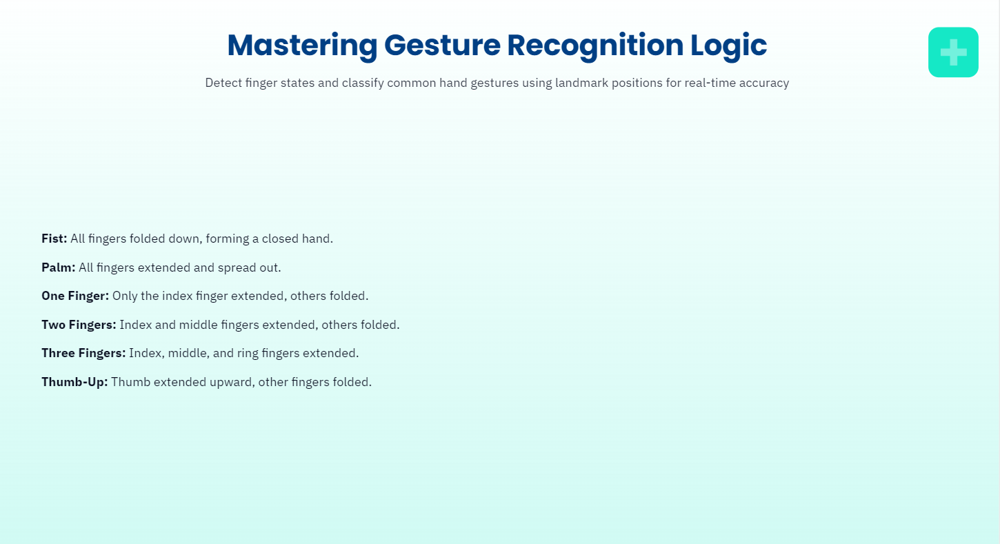 Mastering Gesture Recognition Logic
Detect finger states and classify common hand gestures using landmark positions for real-time accuracy
Fist: All fingers folded down, forming a closed hand.
Palm: All fingers extended and spread out.
One Finger: Only the index finger extended, others folded.
Two Fingers: Index and middle fingers extended, others folded.
Three Fingers: Index, middle, and ring fingers extended.
Thumb-Up: Thumb extended upward, other fingers folded.